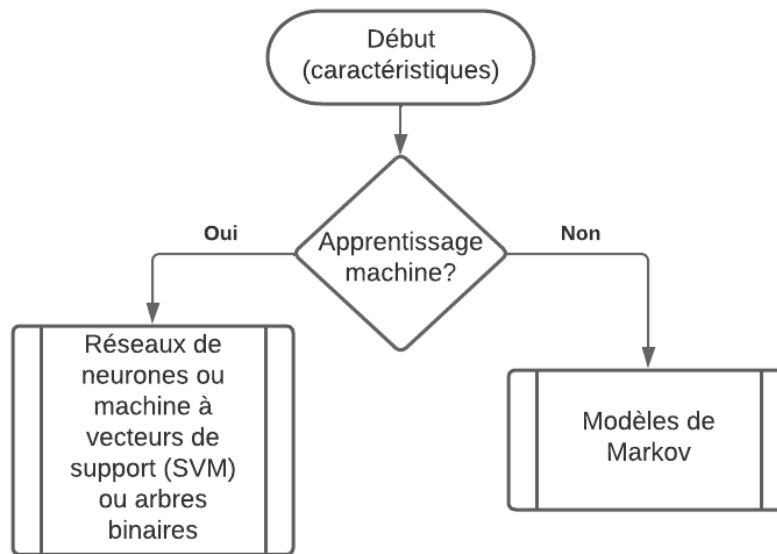 Début
(caractéristiques)
Oui
Apprentissage
machine?
Non
Réseaux de
neurones ou
machine à
vecteurs de
support (SVM)
ou arbres
binaires
Modèles de
Markov